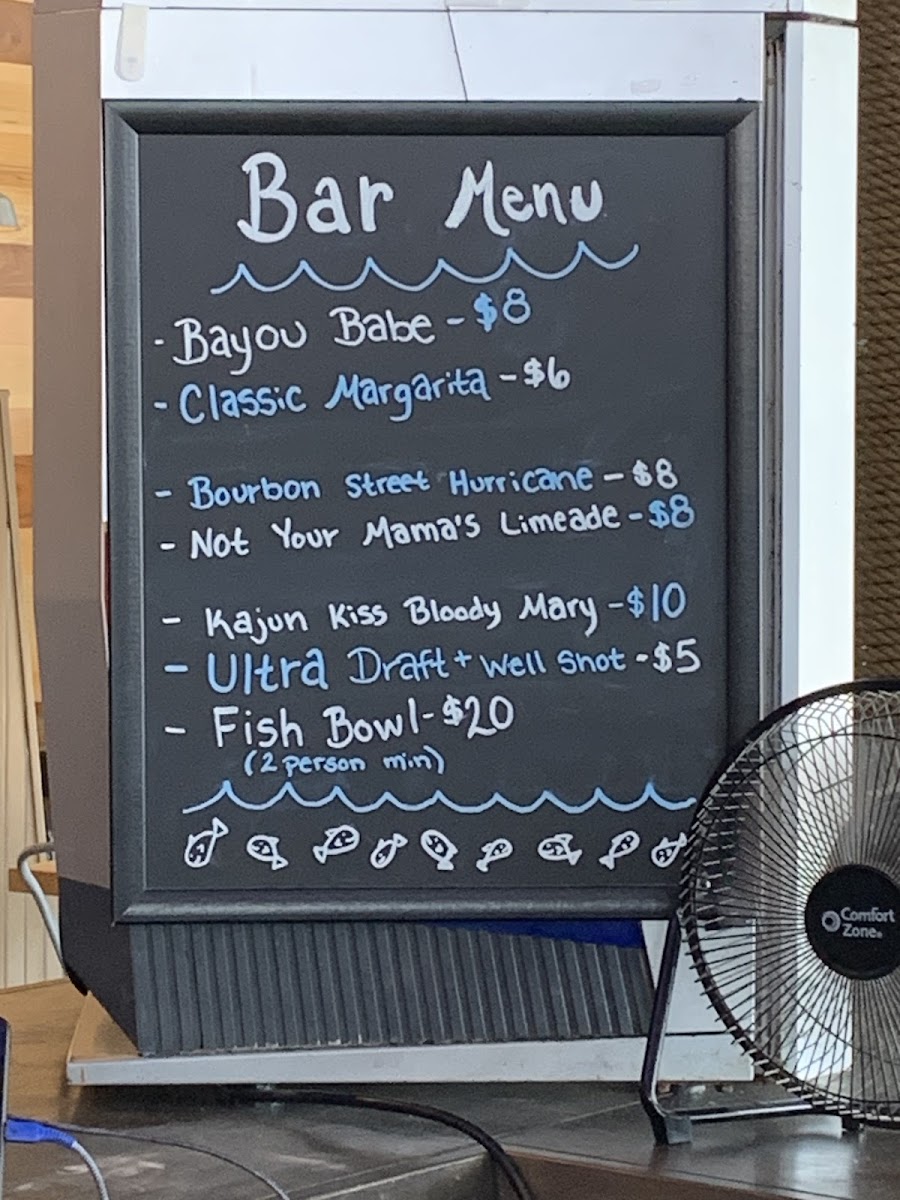 Bar Menu
- Bayou Babe - $8
- Classic Margarita - $6
- Bourbon Street Hurricane - $8
- Not Your Mama's Limeade - $8
- Kajun Kiss Bloody Mary - $10
- Ultra Draft + Well Shot - $5
- Fish Bowl - $20
(2 person min)
Comfort
Zone